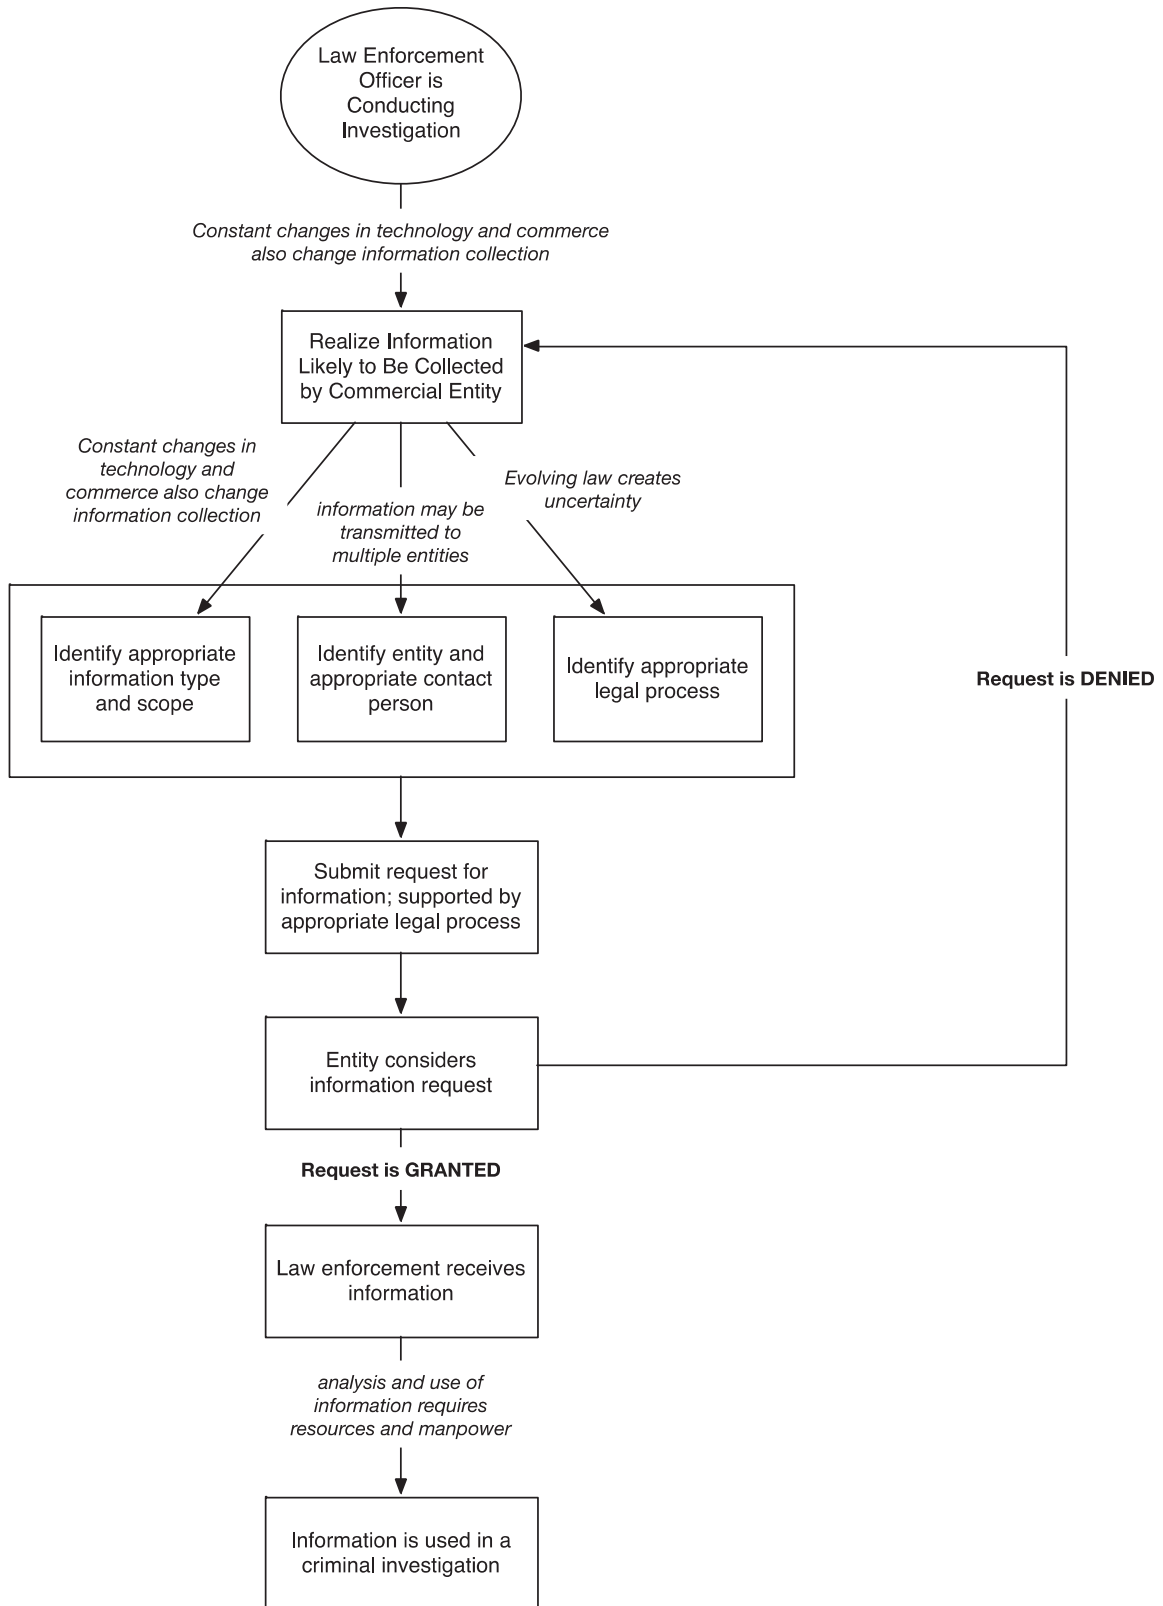 Law Enforcement
Officer is
Conducting
Investigation
Constant changes in technology and commerce
also change information collection
Realize Information
Likely to Be Collected
by Commercial Entity
Constant changes in
technology and
commerce also change
information collection
information may be
transmitted to
multiple entities
Evolving law creates
uncertainty
Identify appropriate
information type
and scope
Identify entity and
appropriate contact
person
Identify appropriate
legal process
Request is DENIED
Submit request for
information; supported by
appropriate legal process
Entity considers
information request
Request is GRANTED
Law enforcement receives
information
analysis and use of
information requires
resources and manpower
Information is used in a
criminal investigation